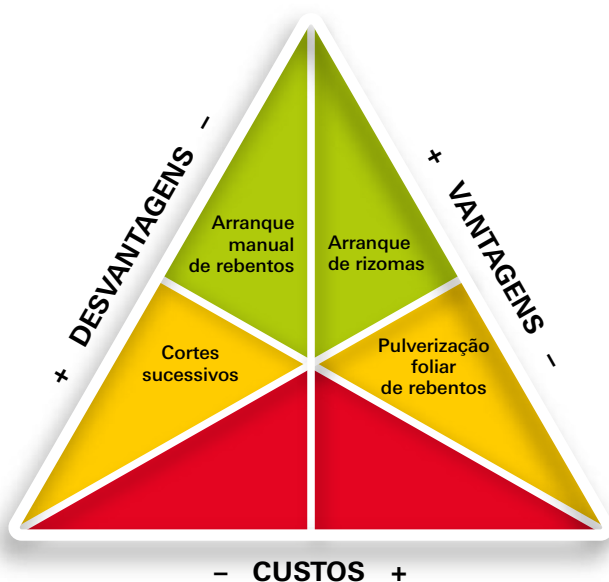 + DESVANTAGENS –
+ VANTAGENS –
Arranque
manual
de rebentos
Arranque
de rizomas
Cortes
sucessivos
Pulverização
foliar
de rebentos
– CUSTOS +